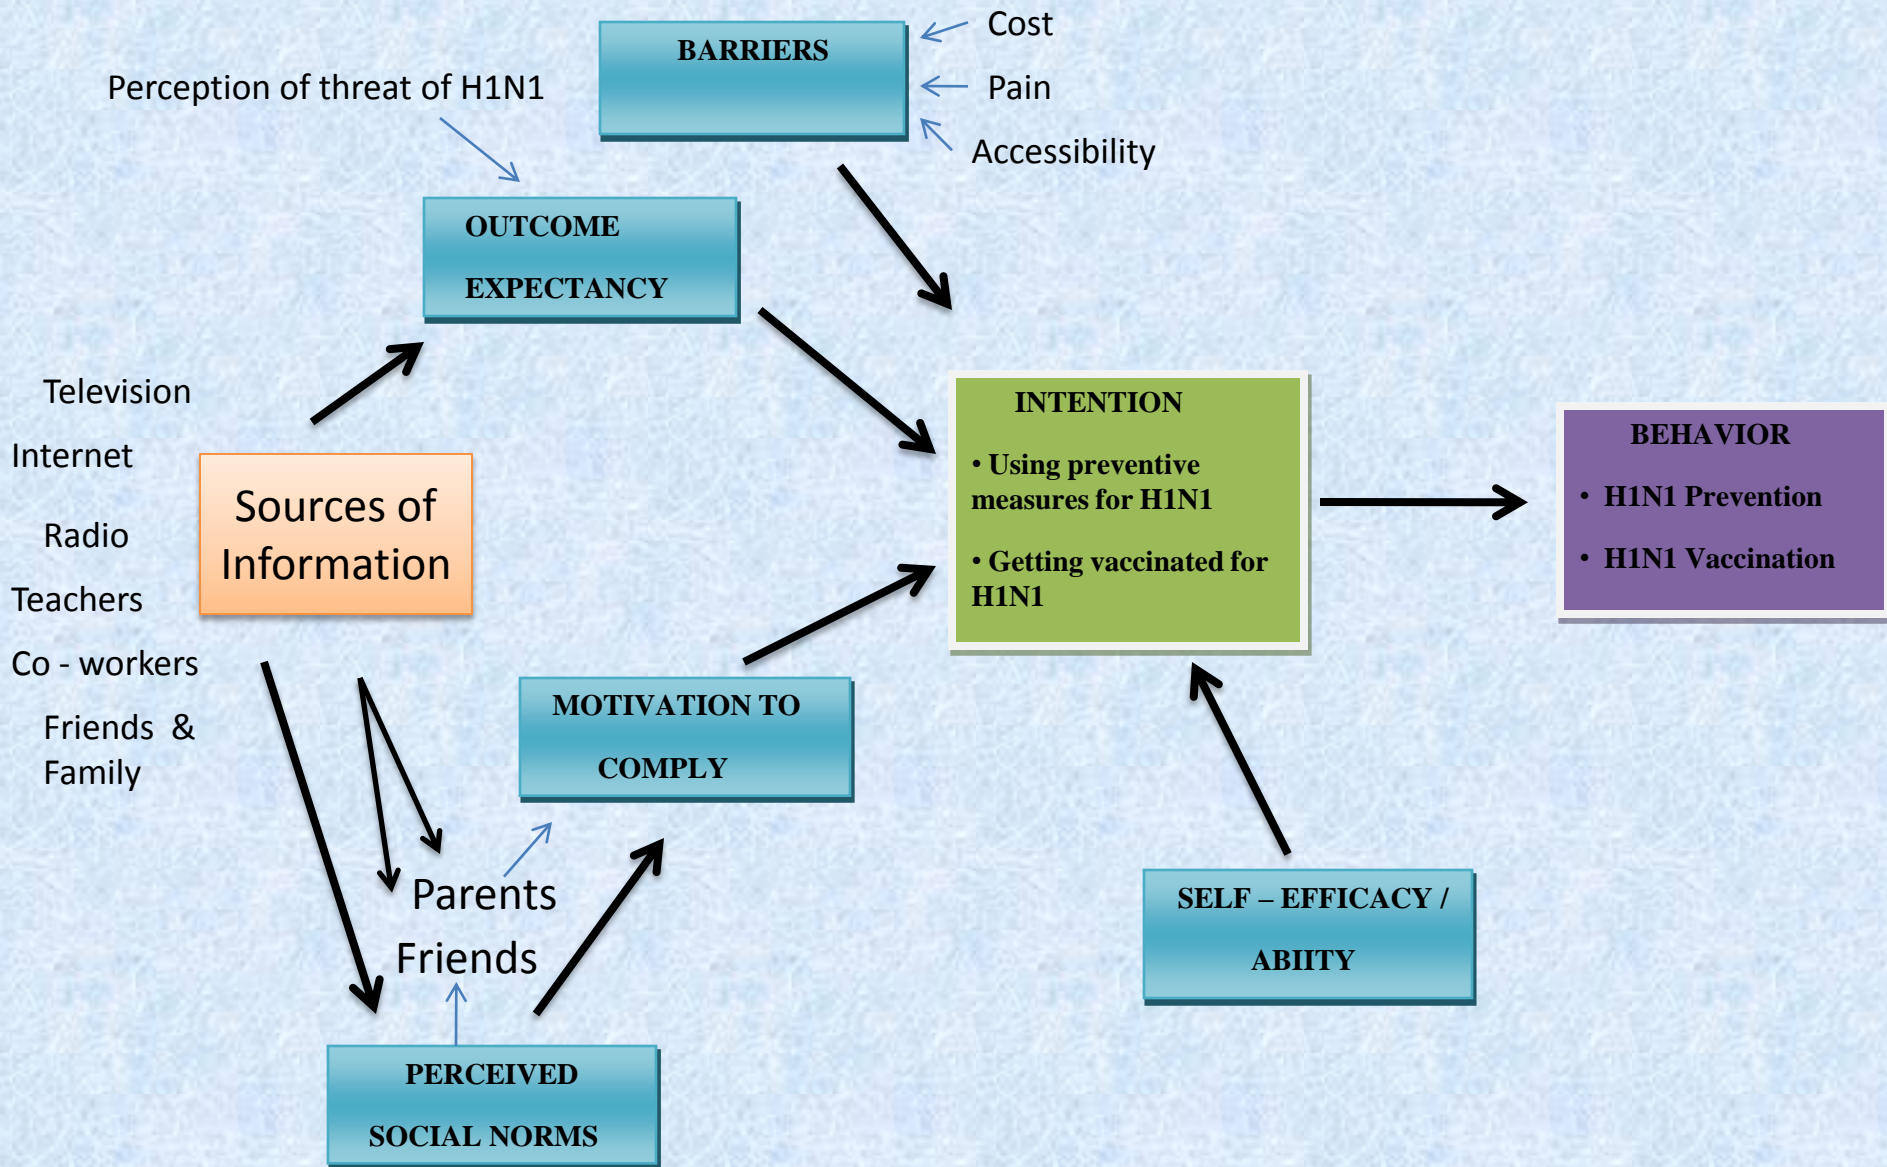 BARRIERS
Cost
Pain
Accessibility
Perception of threat of H1N1
OUTCOME
EXPECTANCY
Television
Internet
Radio
Teachers
Co - workers
Friends &
Family
Sources of
Information
INTENTION
• Using preventive
measures for H1N1
• Getting vaccinated for
H1N1
BEHAVIOR
• H1N1 Prevention
• H1N1 Vaccination
MOTIVATION TO
COMPLY
Parents
Friends
SELF – EFFICACY /
ABIITY
PERCEIVED
SOCIAL NORMS